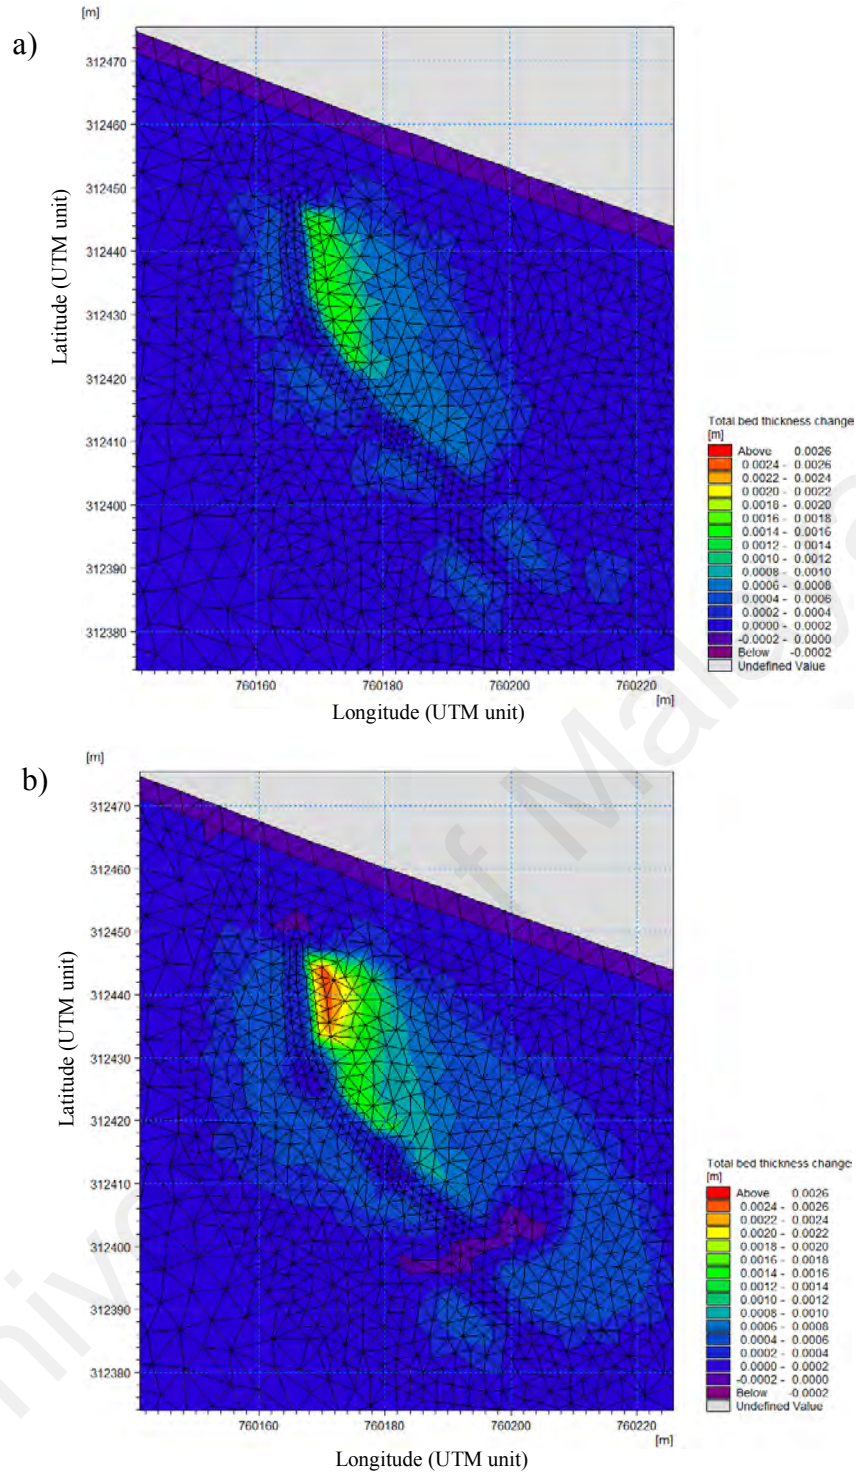 [m]
a)
312470
312460
312450
312440
312430
312420
312410
312400
312390
312380
Latitude (UTM unit)
760160 760180 760200 760220
[m]
Longitude (UTM unit)
Total bed thickness change
[m]
Above 0.0026
0.0024 - 0.0026
0.0022 - 0.0024
0.0020 - 0.0022
0.0018 - 0.0020
0.0016 - 0.0018
0.0014 - 0.0016
0.0012 - 0.0014
0.0010 - 0.0012
0.0008 - 0.0010
0.0006 - 0.0008
0.0004 - 0.0006
0.0002 - 0.0004
0.0000 - 0.0002
-0.0002 - 0.0000
Below -0.0002
Undefined Value
[m]
b)
312470
312460
312450
312440
312430
312420
312410
312400
312390
312380
Latitude (UTM unit)
760160 760180 760200 760220
[m]
Longitude (UTM unit)
Total bed thickness change
[m]
Above 0.0026
0.0024 - 0.0026
0.0022 - 0.0024
0.0020 - 0.0022
0.0018 - 0.0020
0.0016 - 0.0018
0.0014 - 0.0016
0.0012 - 0.0014
0.0010 - 0.0012
0.0008 - 0.0010
0.0006 - 0.0008
0.0004 - 0.0006
0.0002 - 0.0004
0.0000 - 0.0002
-0.0002 - 0.0000
Below -0.0002
Undefined Value